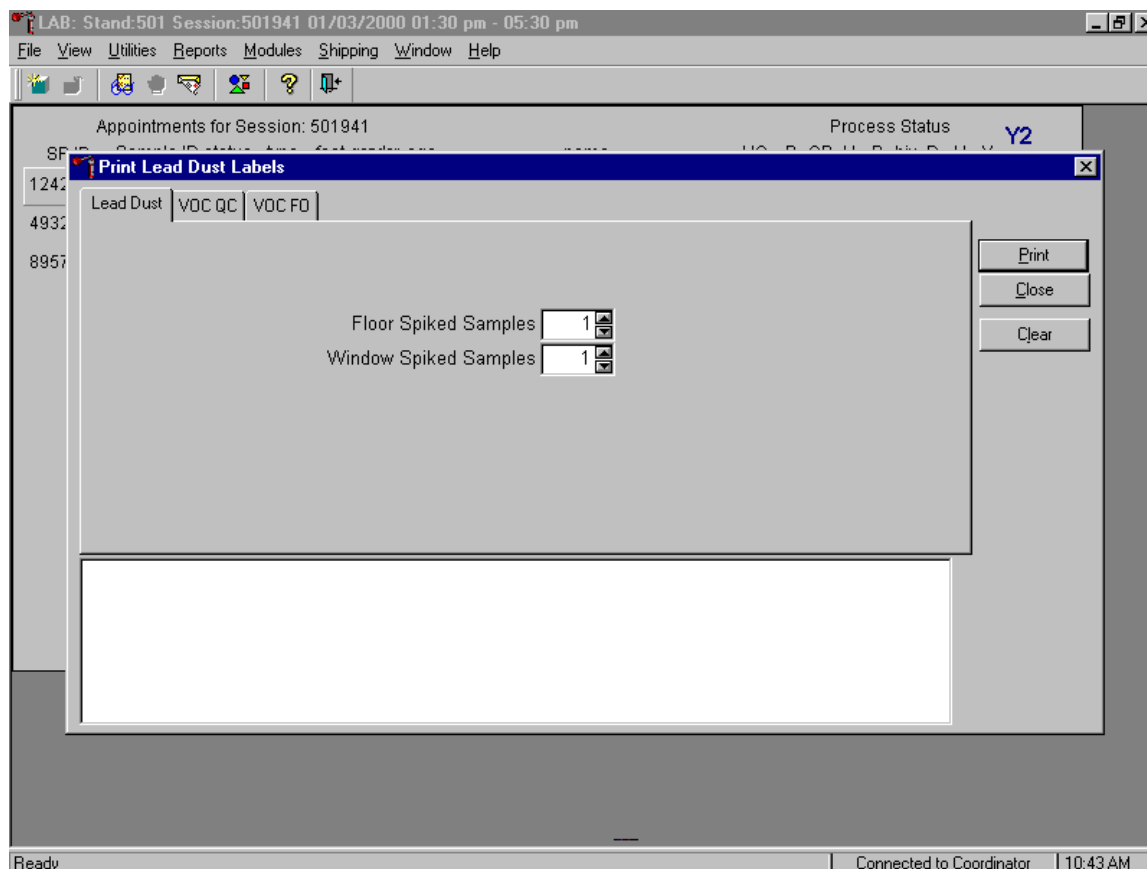 LAB: Stand:501 Session:501941 01/03/2000 01:30 pm - 05:30 pm
File View Utilities Reports Modules Shipping Window Help
Appointments for Session: 501941 Process Status Y2
Print Lead Dust Labels
1242
Lead Dust VOC QC VOC FO
4932
8957
Print
Close
Clear
Floor Spiked Samples 1
Window Spiked Samples 1
Ready Connected to Coordinator 10:43 AM